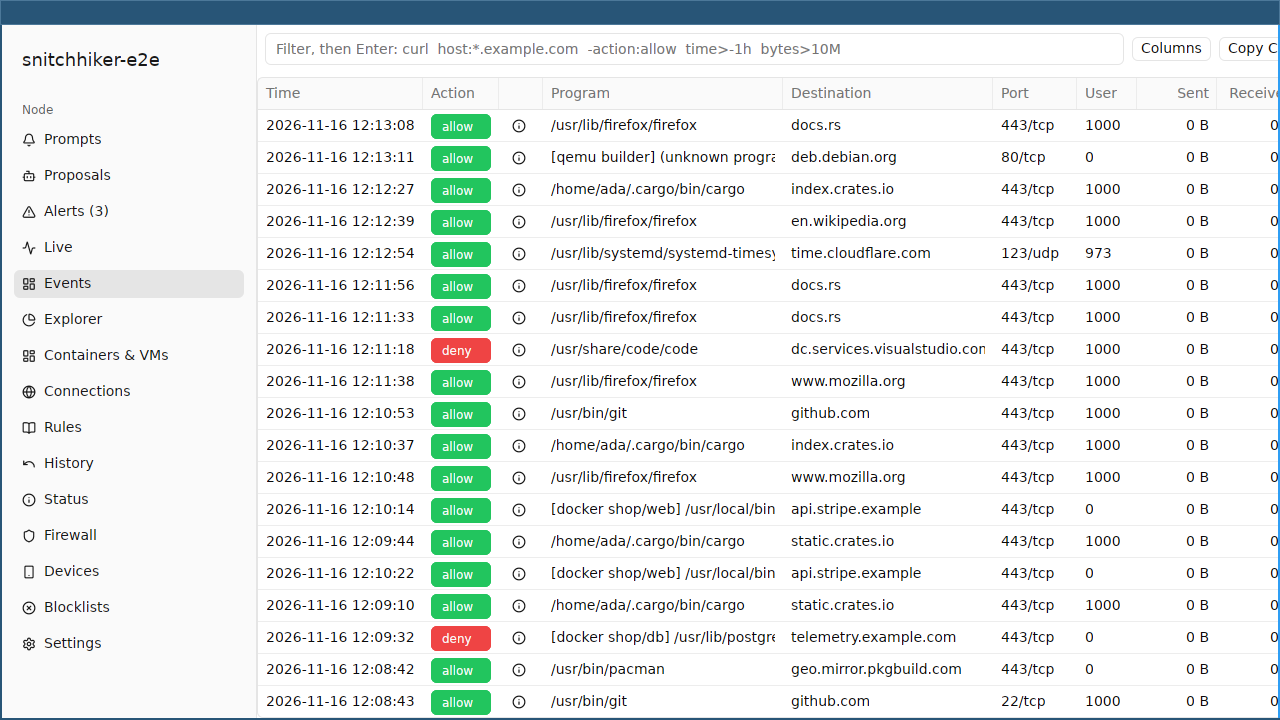 snitchhiker-e2e
Node
Prompts
Proposals
Alerts (3)
Live
Events
Explorer
Containers & VMs
Connections
Rules
History
Status
Firewall
Devices
Blocklists
Settings
Filter, then Enter: curl  host:*.example.com  -action:allow  time>-1h  bytes>10M
Columns
Copy C
Time Action Program Destination Port User Sent Receive
2026-11-16 12:13:08 allow /usr/lib/firefox/firefox docs.rs 443/tcp 1000 0 B 0
2026-11-16 12:13:11 allow [qemu builder] (unknown progra deb.debian.org 80/tcp 0 0 B 0
2026-11-16 12:12:27 allow /home/ada/.cargo/bin/cargo index.crates.io 443/tcp 1000 0 B 0
2026-11-16 12:12:39 allow /usr/lib/firefox/firefox en.wikipedia.org 443/tcp 1000 0 B 0
2026-11-16 12:12:54 allow /usr/lib/systemd/systemd-timesy time.cloudflare.com 123/udp 973 0 B 0
2026-11-16 12:11:56 allow /usr/lib/firefox/firefox docs.rs 443/tcp 1000 0 B 0
2026-11-16 12:11:33 allow /usr/lib/firefox/firefox docs.rs 443/tcp 1000 0 B 0
2026-11-16 12:11:18 deny /usr/share/code/code dc.services.visualstudio.con 443/tcp 1000 0 B 0
2026-11-16 12:11:38 allow /usr/lib/firefox/firefox www.mozilla.org 443/tcp 1000 0 B 0
2026-11-16 12:10:53 allow /usr/bin/git github.com 443/tcp 1000 0 B 0
2026-11-16 12:10:37 allow /home/ada/.cargo/bin/cargo index.crates.io 443/tcp 1000 0 B 0
2026-11-16 12:10:48 allow /usr/lib/firefox/firefox www.mozilla.org 443/tcp 1000 0 B 0
2026-11-16 12:10:14 allow [docker shop/web] /usr/local/bin api.stripe.example 443/tcp 0 0 B 0
2026-11-16 12:09:44 allow /home/ada/.cargo/bin/cargo static.crates.io 443/tcp 1000 0 B 0
2026-11-16 12:10:22 allow [docker shop/web] /usr/local/bin api.stripe.example 443/tcp 0 0 B 0
2026-11-16 12:09:10 allow /home/ada/.cargo/bin/cargo static.crates.io 443/tcp 1000 0 B 0
2026-11-16 12:09:32 deny [docker shop/db] /usr/lib/postgre telemetry.example.com 443/tcp 0 0 B 0
2026-11-16 12:08:42 allow /usr/bin/pacman geo.mirror.pkgbuild.com 443/tcp 0 0 B 0
2026-11-16 12:08:43 allow /usr/bin/git github.com 22/tcp 1000 0 B 0